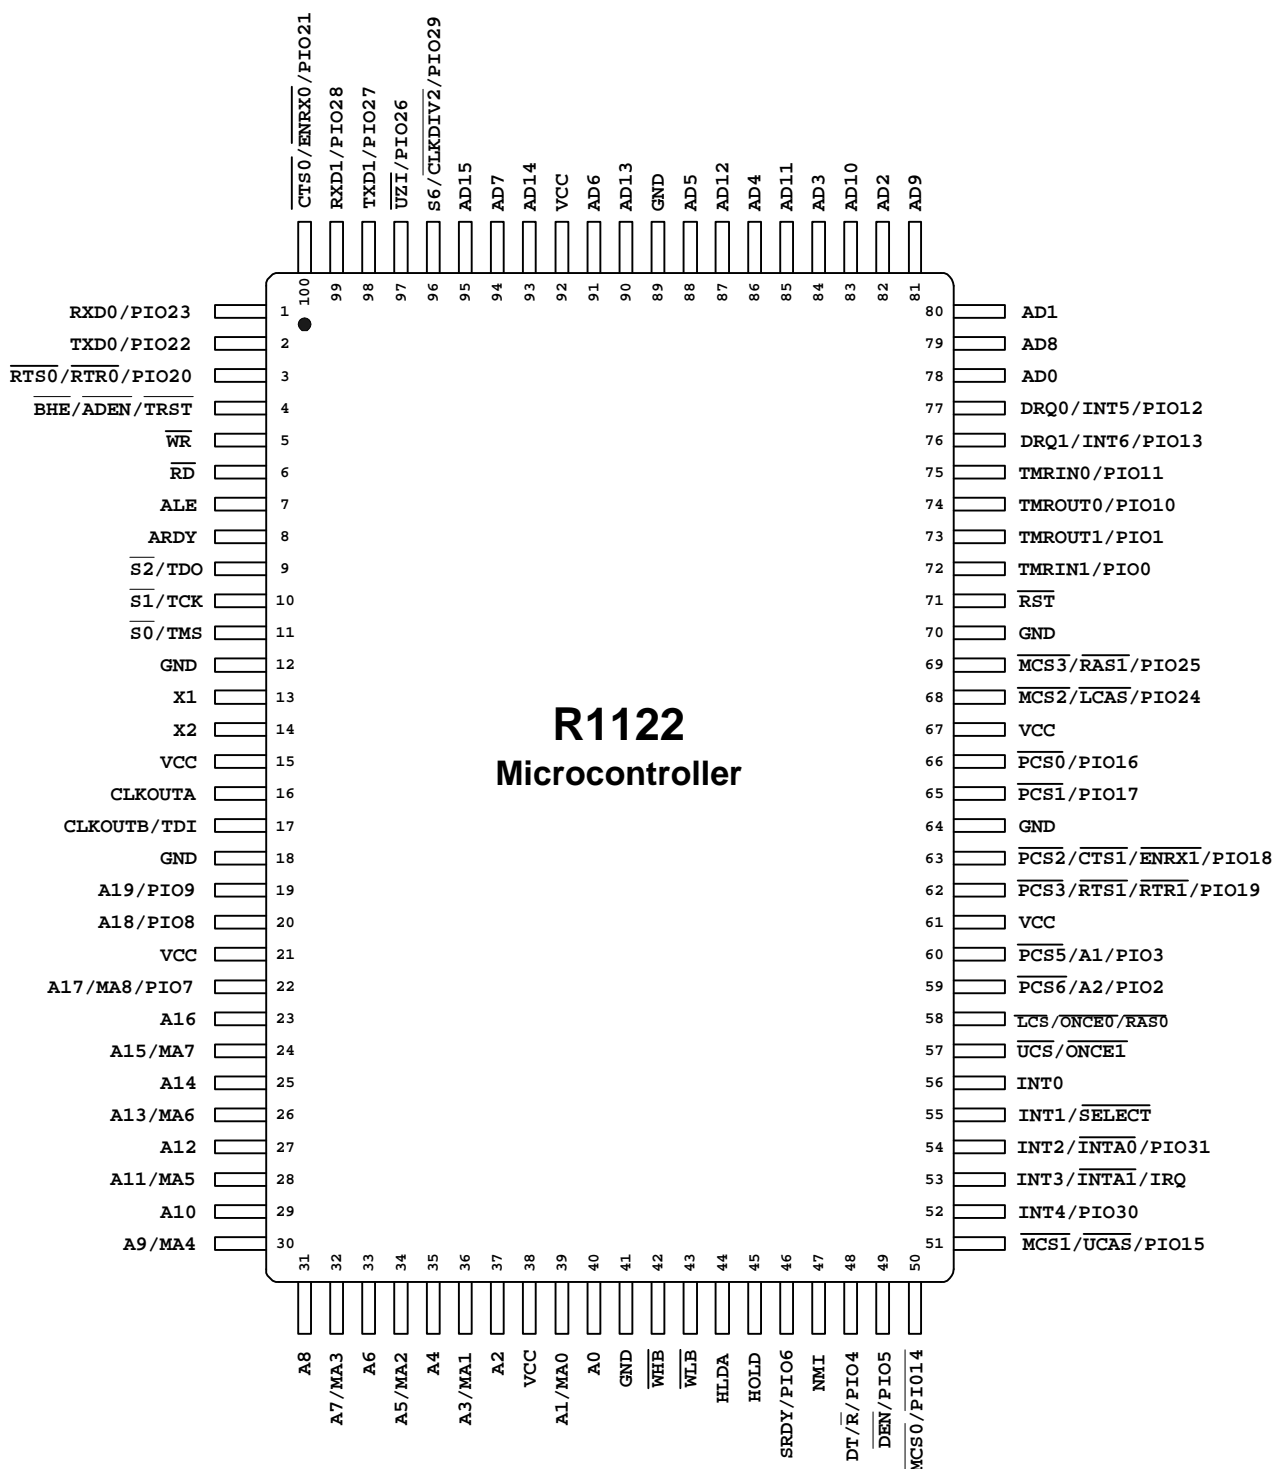 CTS0/ENRX0/PIO21
RXD1/PIO28
TXD1/PIO27
UZI/PIO26
S6/CLKDIV2/PIO29
AD15
AD7
AD14
VCC
AD6
AD13
GND
AD5
AD12
AD4
AD11
AD3
AD10
AD2
AD9
100 99 98 97 96 95 94 93 92 91 90 89 88 87 86 85 84 83 82 81
RXD0/PIO23 1
TXD0/PIO22 2
RTS0/RTR0/PIO20 3
BHE/ADEN/TRST 4
WR 5
RD 6
ALE 7
ARDY 8
S2/TDO 9
S1/TCK 10
S0/TMS 11
GND 12
X1 13
X2 14
VCC 15
CLKOUTA 16
CLKOUTB/TDI 17
GND 18
A19/PIO9 19
A18/PIO8 20
VCC 21
A17/MA8/PIO7 22
A16 23
A15/MA7 24
A14 25
A13/MA6 26
A12 27
A11/MA5 28
A10 29
A9/MA4 30
R1122
Microcontroller
80 AD1
79 AD8
78 AD0
77 DRQ0/INT5/PIO12
76 DRQ1/INT6/PIO13
75 TMRIN0/PIO11
74 TMROUT0/PIO10
73 TMROUT1/PIO1
72 TMRIN1/PIO0
71 RST
70 GND
69 MCS3/RAS1/PIO25
68 MCS2/LCAS/PIO24
67 VCC
66 PCS0/PIO16
65 PCS1/PIO17
64 GND
63 PCS2/CTS1/ENRX1/PIO18
62 PCS3/RTS1/RTR1/PIO19
61 VCC
60 PCS5/A1/PIO3
59 PCS6/A2/PIO2
58 LCS/ONCE0/RAS0
57 UCS/ONCE1
56 INT0
55 INT1/SELECT
54 INT2/INTA0/PIO31
53 INT3/INTA1/IRQ
52 INT4/PIO30
51 MCS1/UCAS/PIO15
31 32 33 34 35 36 37 38 39 40 41 42 43 44 45 46 47 48 49 50
A8
A7/MA3
A6
A5/MA2
A4
A3/MA1
A2
VCC
A1/MA0
A0
GND
WHB
WLB
HLDA
HOLD
SRDY/PIO6
NMI
DT/R/PIO4
DEN/PIO5
MCS0/PIO14